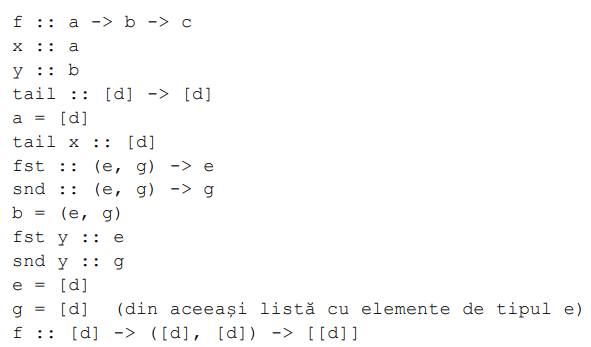 f :: a -> b -> c
x :: a
y :: b
tail :: [d] -> [d]
a = [d]
tail x :: [d]
fst :: (e, g) -> e
snd :: (e, g) -> g
b = (e, g)
fst y :: e
snd y :: g
e = [d]
g = [d]  (din aceeași listă cu elemente de tipul e)
f :: [d] -> ([d], [d]) -> [[d]]